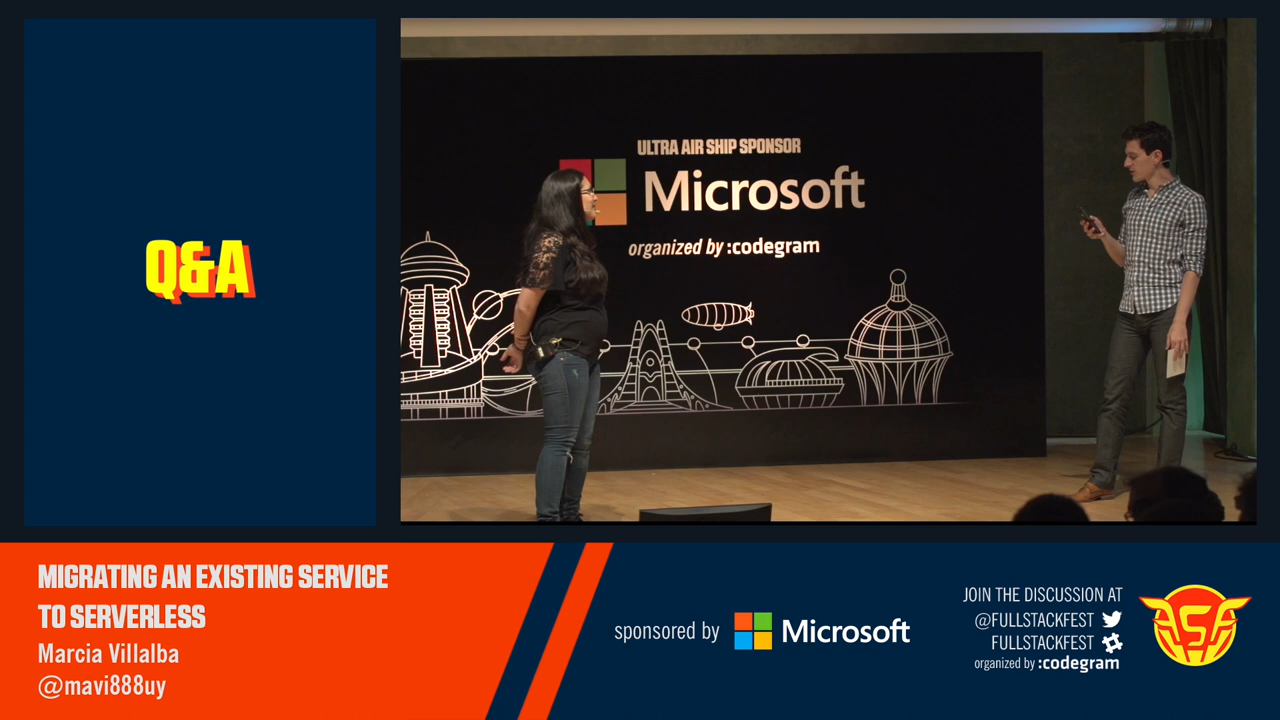 Q&A
ULTRA AIR SHIP SPONSOR
Microsoft
organized by :codegram
MIGRATING AN EXISTING SERVICE
TO SERVERLESS
Marcia Villalba
@mavi888uy
sponsored by Microsoft
JOIN THE DISCUSSION AT
@FULLSTACKFEST
FULLSTACKFEST
organized by :codegram
FSF